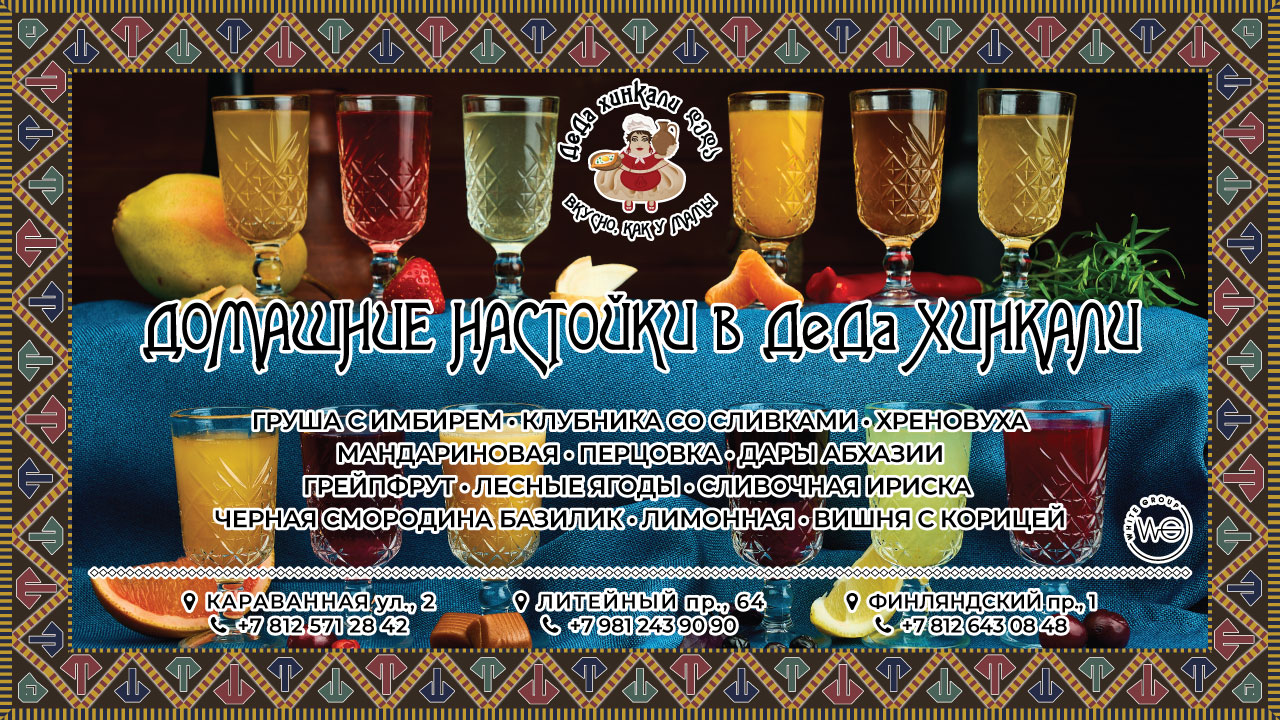 ДеДа хинкали
вкусно, как у мамы
ДОМАШНИЕ НАСТОЙКИ В ДеДа ХИНКАЛИ
ГРУША С ИМБИРЕМ • КЛУБНИКА СО СЛИВКАМИ • ХРЕНОВУХА
МАНДАРИНОВАЯ • ПЕРЦОВКА • ДАРЫ АБХАЗИИ
ГРЕЙПФРУТ • ЛЕСНЫЕ ЯГОДЫ • СЛИВОЧНАЯ ИРИСКА
ЧЕРНАЯ СМОРОДИНА БАЗИЛИК • ЛИМОННАЯ • ВИШНЯ С КОРИЦЕЙ
WHITE GROUP
КАРАВАННАЯ ул., 2
+7 812 571 28 42
ЛИТЕЙНЫЙ пр., 64
+7 981 243 90 90
ФИНЛЯНДСКИЙ пр., 1
+7 812 643 08 48